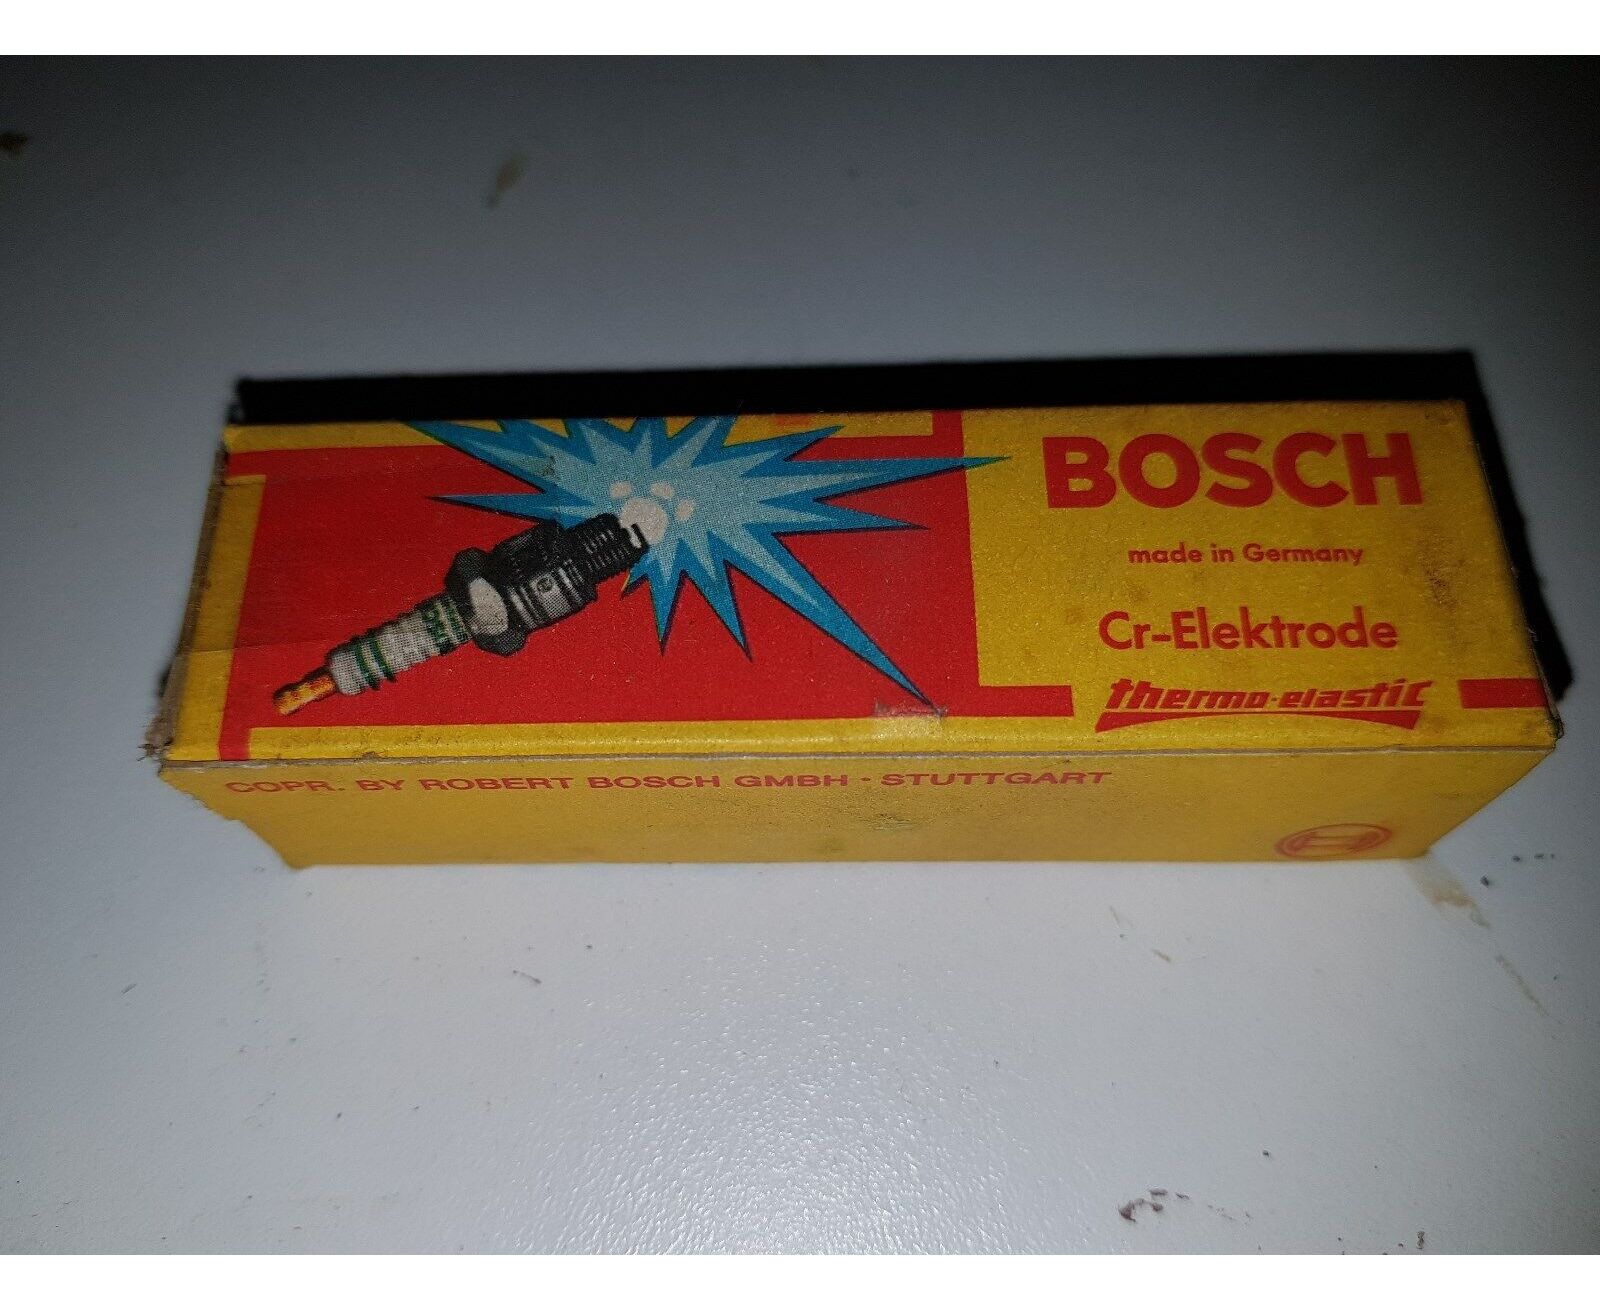 BOSCH
made in Germany
Cr-Elektrode
thermo-elastic
COPR. BY ROBERT BOSCH GMBH · STUTTGART